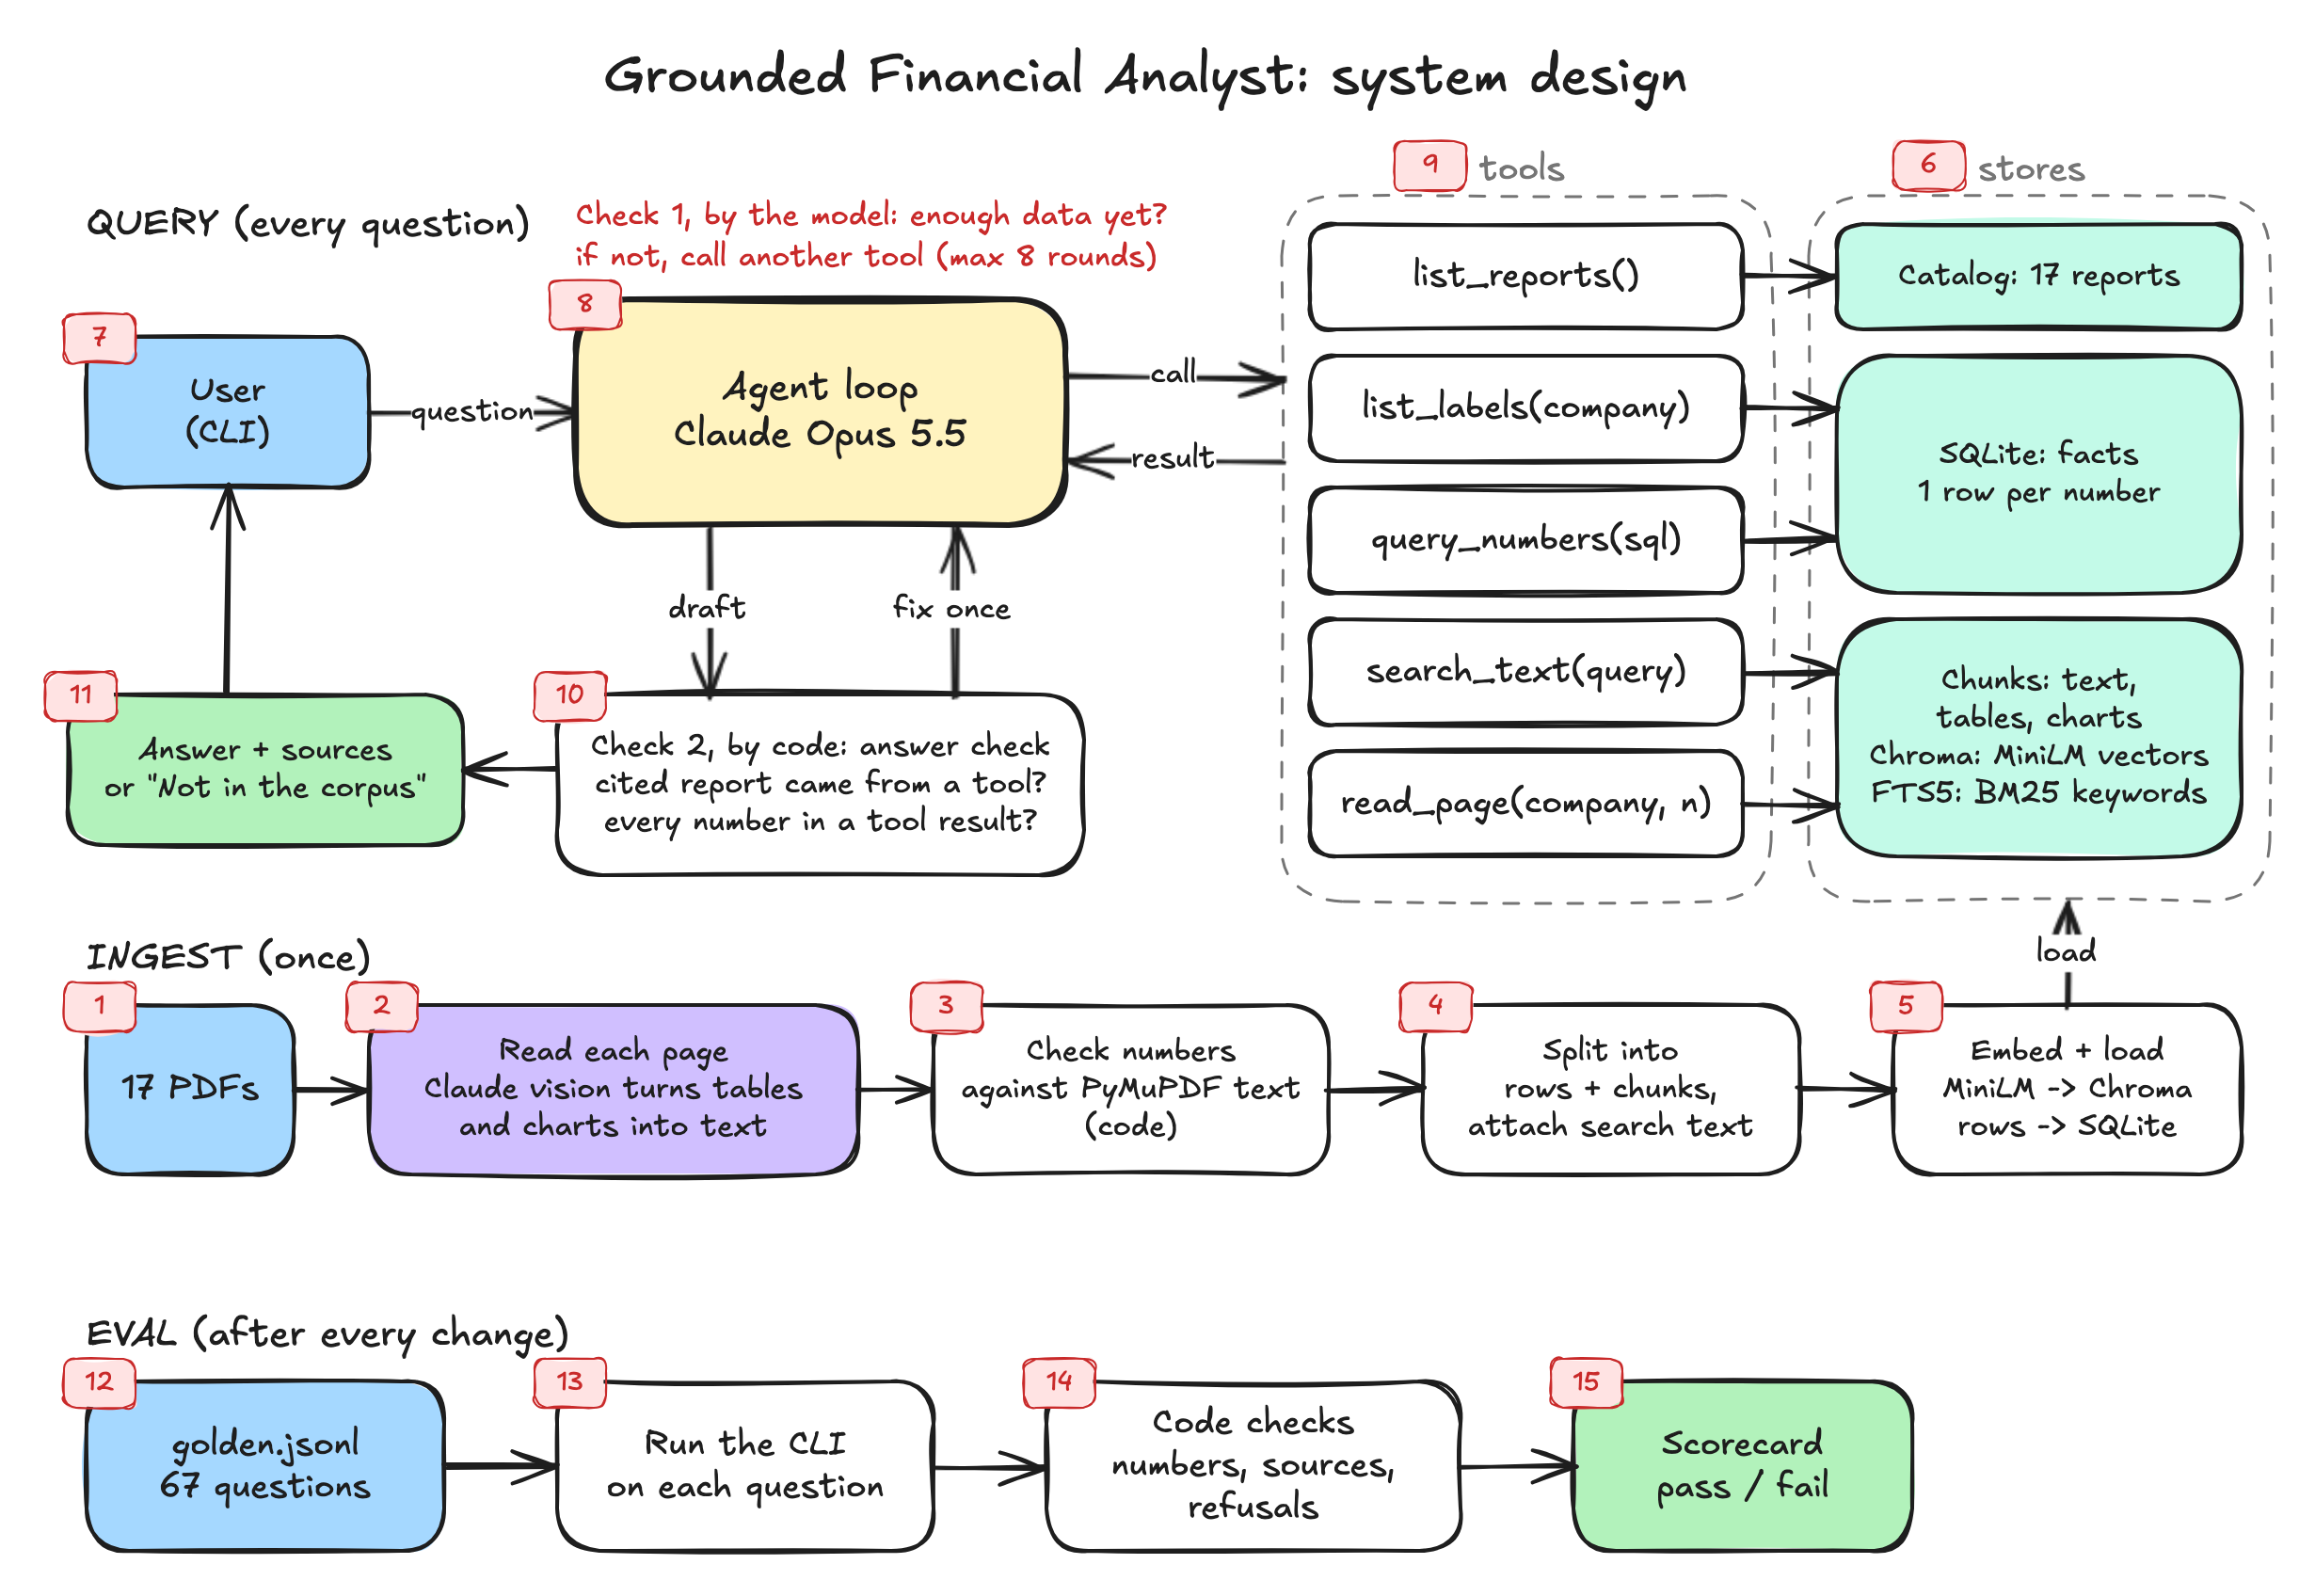 Grounded Financial Analyst: system design
QUERY (every question)
Check 1, by the model: enough data yet?
if not, call another tool (max 8 rounds)
7
User
(CLI)
question
8
Agent loop
Claude Opus 5.5
call
result
draft
fix once
9
tools
list_reports()
list_labels(company)
query_numbers(sql)
search_text(query)
read_page(company, n)
6
stores
Catalog: 17 reports
SQLite: facts
1 row per number
Chunks: text,
tables, charts
Chroma: MiniLM vectors
FTS5: BM25 keywords
10
Check 2, by code: answer check
cited report came from a tool?
every number in a tool result?
11
Answer + sources
or "Not in the corpus"
INGEST (once)
1
17 PDFs
2
Read each page
Claude vision turns tables
and charts into text
3
Check numbers
against PyMuPDF text
(code)
4
Split into
rows + chunks,
attach search text
5
Embed + load
MiniLM -> Chroma
rows -> SQLite
load
EVAL (after every change)
12
golden.jsonl
67 questions
13
Run the CLI
on each question
14
Code checks
numbers, sources,
refusals
15
Scorecard
pass / fail